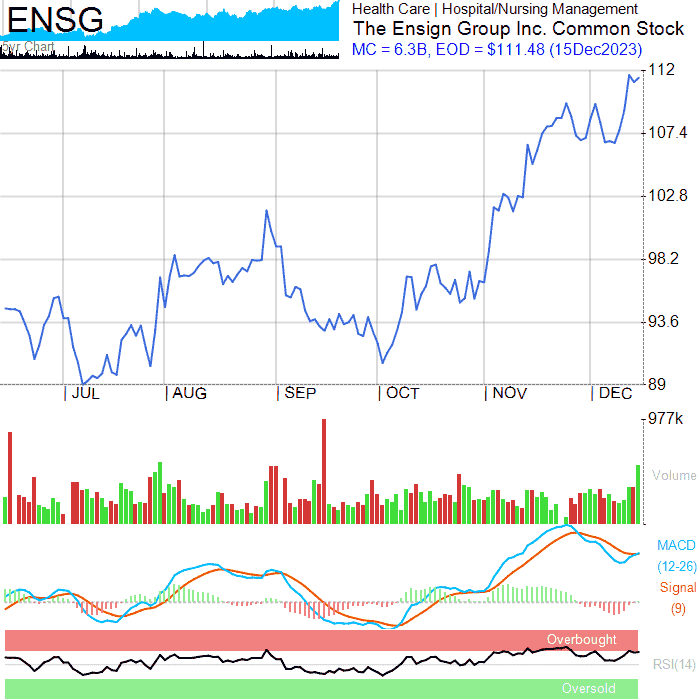 ENSG
5yr Chart
Health Care | Hospital/Nursing Management
The Ensign Group Inc. Common Stock
MC = 6.3B, EOD = $111.48 (15Dec2023)
112
107.4
102.8
98.2
93.6
89
| JUL | AUG | SEP | OCT | NOV | DEC
977k
Volume
MACD
(12-26)
Signal
(9)
Overbought
RSI(14)
Oversold